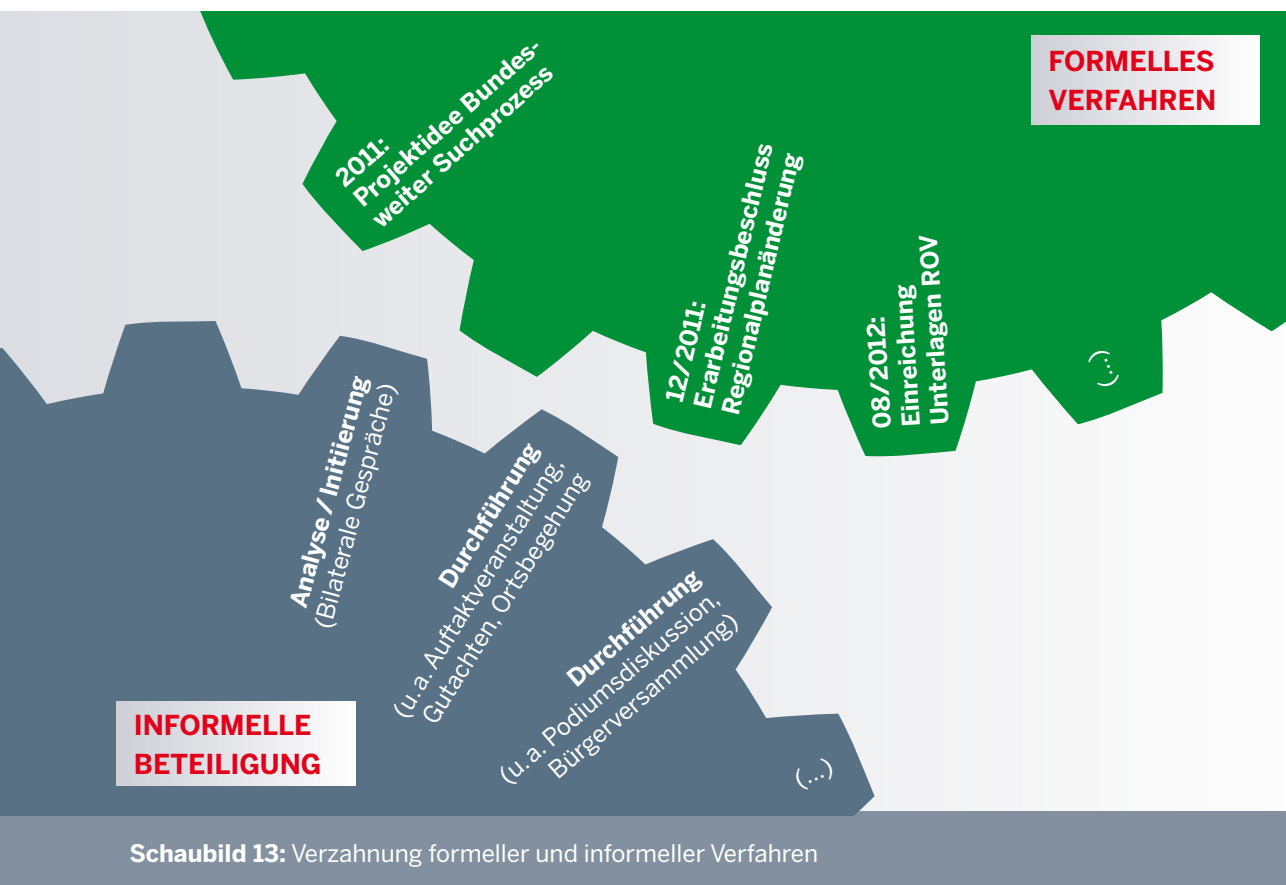 FORMELLES
VERFAHREN
2011:
Projektidee Bundes-
weiter Suchprozess
12/2011:
Erarbeitungsbeschluss
Regionalplanänderung
08/2012:
Einreichung
Unterlagen ROV
(...)
Analyse / Initiierung
(Bilaterale Gespräche)
Durchführung
(u. a. Auftaktveranstaltung,
Gutachten, Ortsbegehung
Durchführung
(u. a. Podiumsdiskussion,
Bürgerversammlung)
(...)
INFORMELLE
BETEILIGUNG
Schaubild 13: Verzahnung formeller und informeller Verfahren